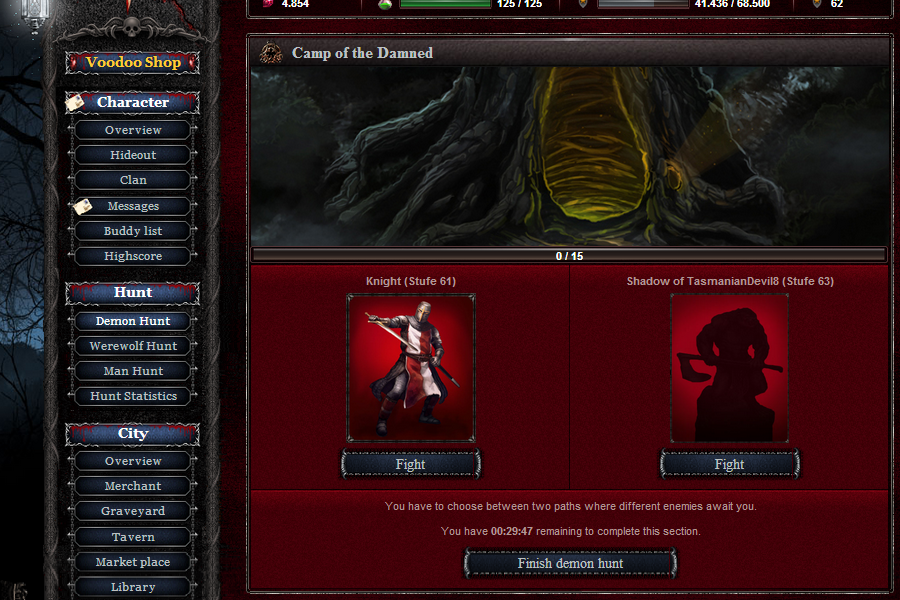 4.854
125 / 125
41.436 / 68.500
62
Voodoo Shop
Character
Overview
Hideout
Clan
Messages
Buddy list
Highscore
Hunt
Demon Hunt
Werewolf Hunt
Man Hunt
Hunt Statistics
City
Overview
Merchant
Graveyard
Tavern
Market place
Library
Camp of the Damned
0 / 15
Knight (Stufe 61)
Shadow of TasmanianDevil8 (Stufe 63)
Fight
Fight
You have to choose between two paths where different enemies await you.
You have 00:29:47 remaining to complete this section.
Finish demon hunt